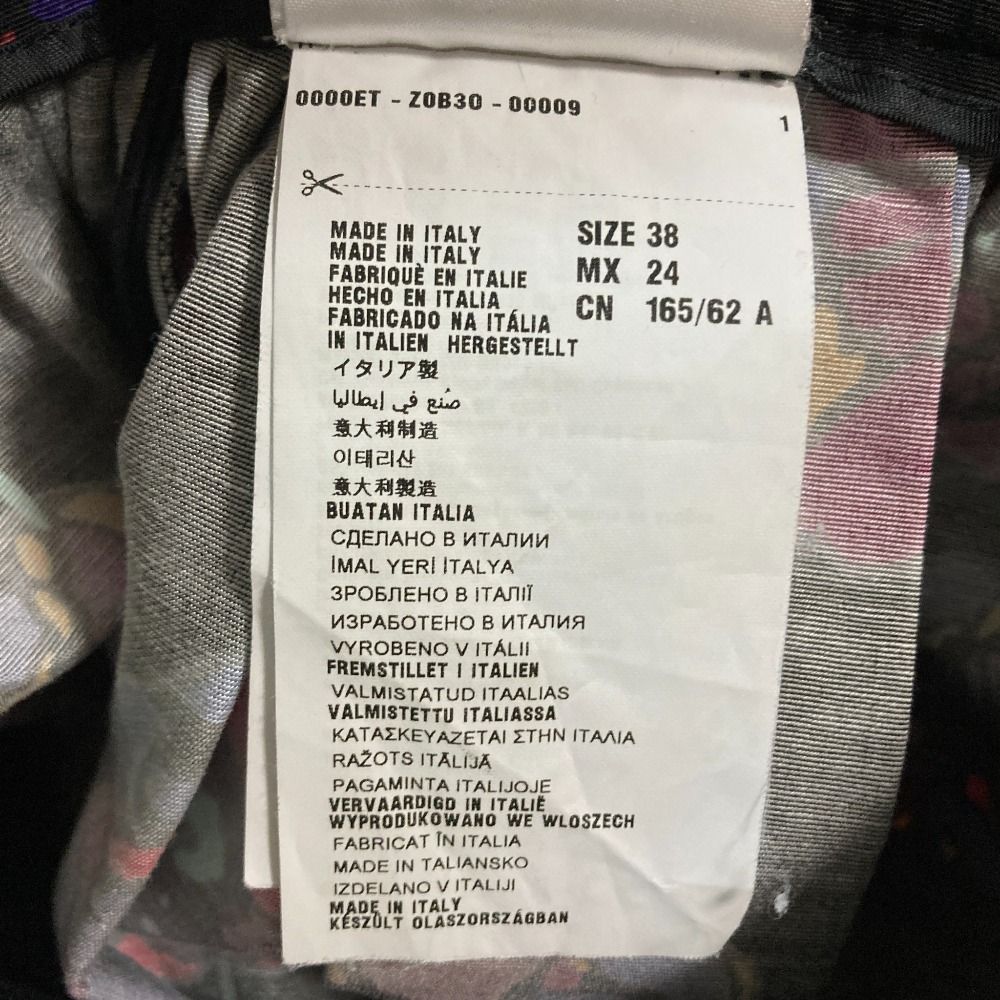 0000ET - Z0B30 - 00009
1
MADE IN ITALY
MADE IN ITALY
FABRIQUÈ EN ITALIE
HECHO EN ITALIA
FABRICADO NA ITÁLIA
IN ITALIEN HERGESTELLT
SIZE 38
MX 24
CN 165/62 A
イタリア製
صُنع في إيطاليا
意大利制造
이태리산
意大利製造
BUATAN ITALIA
СДЕЛАНО В ИТАЛИИ
İMAL YERİ İTALYA
ЗРОБЛЕНО В ІТАЛІЇ
ИЗРАБОТЕНО В ИТАЛИЯ
VYROBENO V ITÁLII
FREMSTILLET I ITALIEN
VALMISTATUD ITAALIAS
VALMISTETTU ITALIASSA
ΚΑΤΑΣΚΕΥΑΖΕΤΑΙ ΣΤΗΝ ΙΤΑΛΙΑ
RAŽOTS ITĀLIJĀ
PAGAMINTA ITALIJOJE
VERVAARDIGD IN ITALIË
WYPRODUKOWANO WE WLOSZECH
FABRICAT ÎN ITALIA
MADE IN TALIANSKO
IZDELANO V ITALIJI
MADE IN ITALY
KÉSZÜLT OLASZORSZÁGBAN